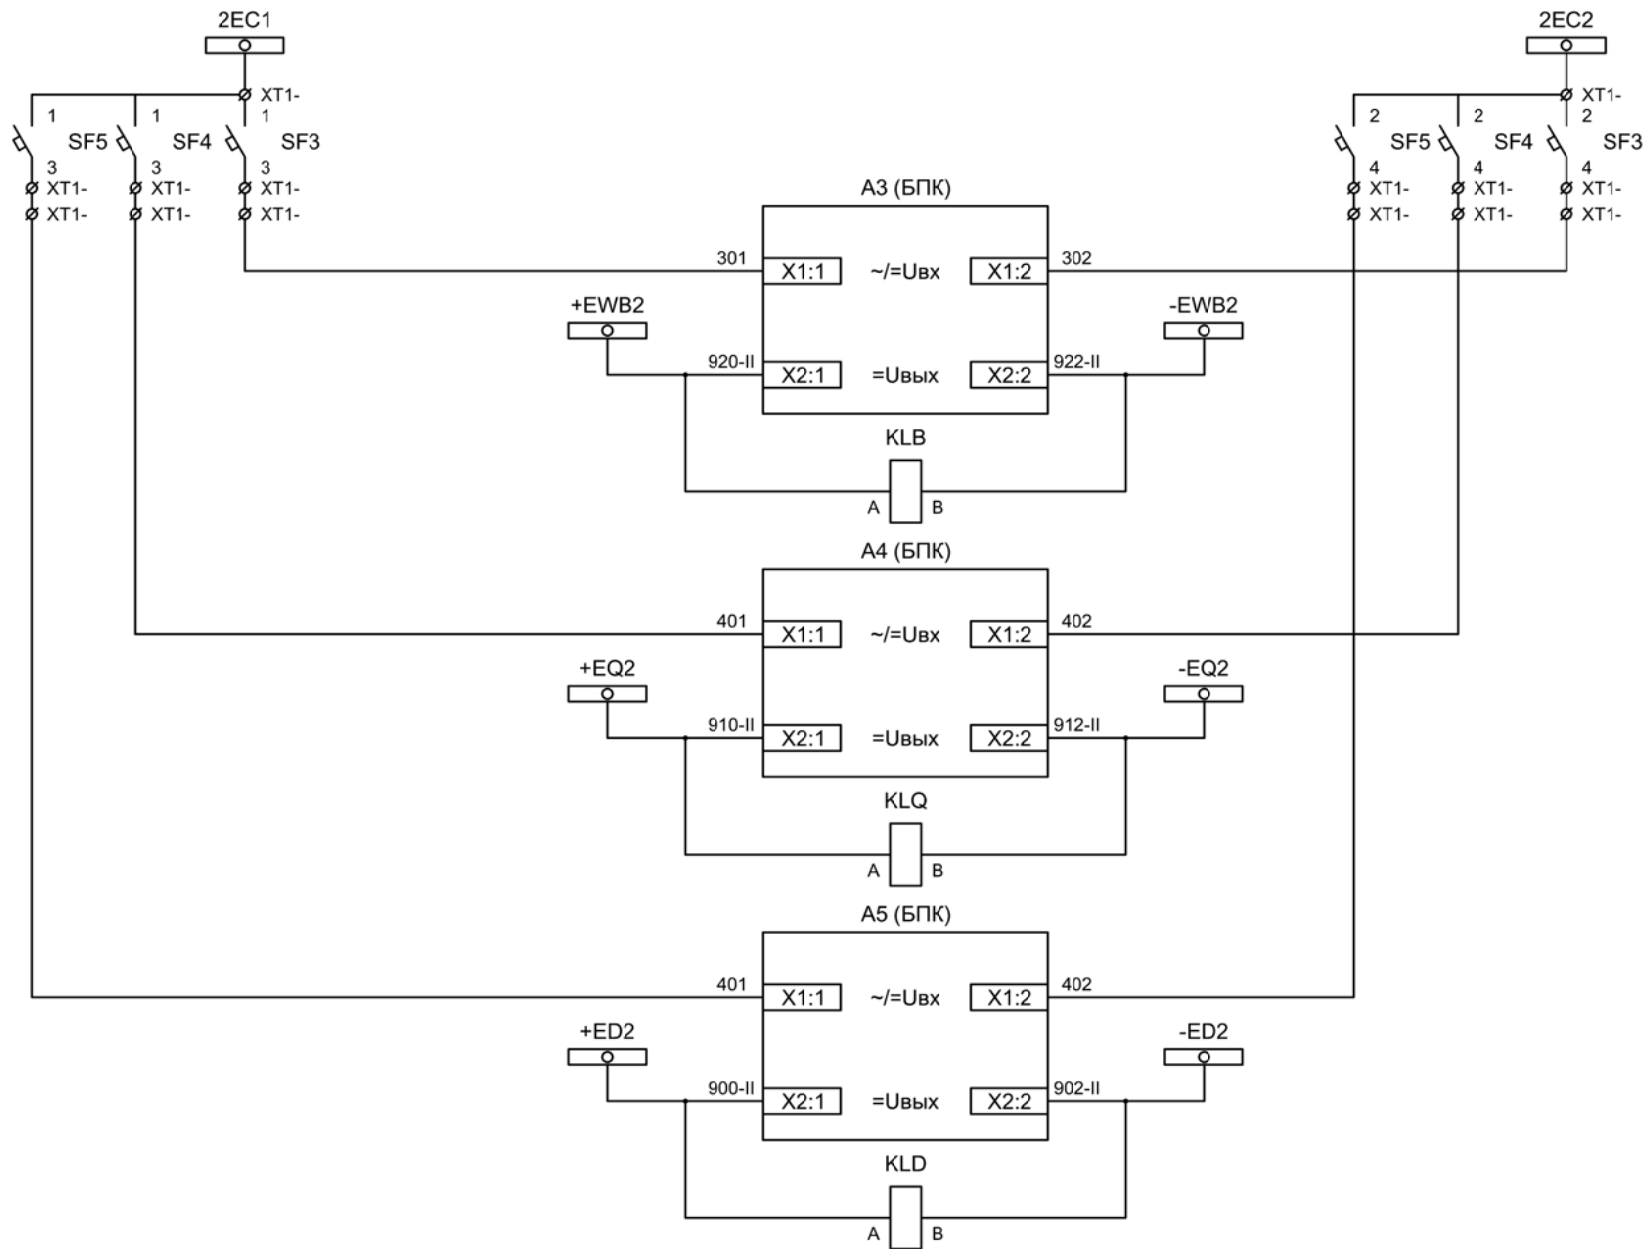 2EC1 2EC2
XT1- XT1-
1 1 1 2 2 2
SF5 SF4 SF3 SF5 SF4 SF3
3 3 3 4 4 4
XT1- XT1- XT1- XT1- XT1- XT1-
XT1- XT1- XT1- XT1- XT1- XT1-
A3 (БПК)
301 X1:1 ~/=Uвх X1:2 302
+EWB2 -EWB2
920-II X2:1 =Uвых X2:2 922-II
KLB
A B
A4 (БПК)
401 X1:1 ~/=Uвх X1:2 402
+EQ2 -EQ2
910-II X2:1 =Uвых X2:2 912-II
KLQ
A B
A5 (БПК)
401 X1:1 ~/=Uвх X1:2 402
+ED2 -ED2
900-II X2:1 =Uвых X2:2 902-II
KLD
A B